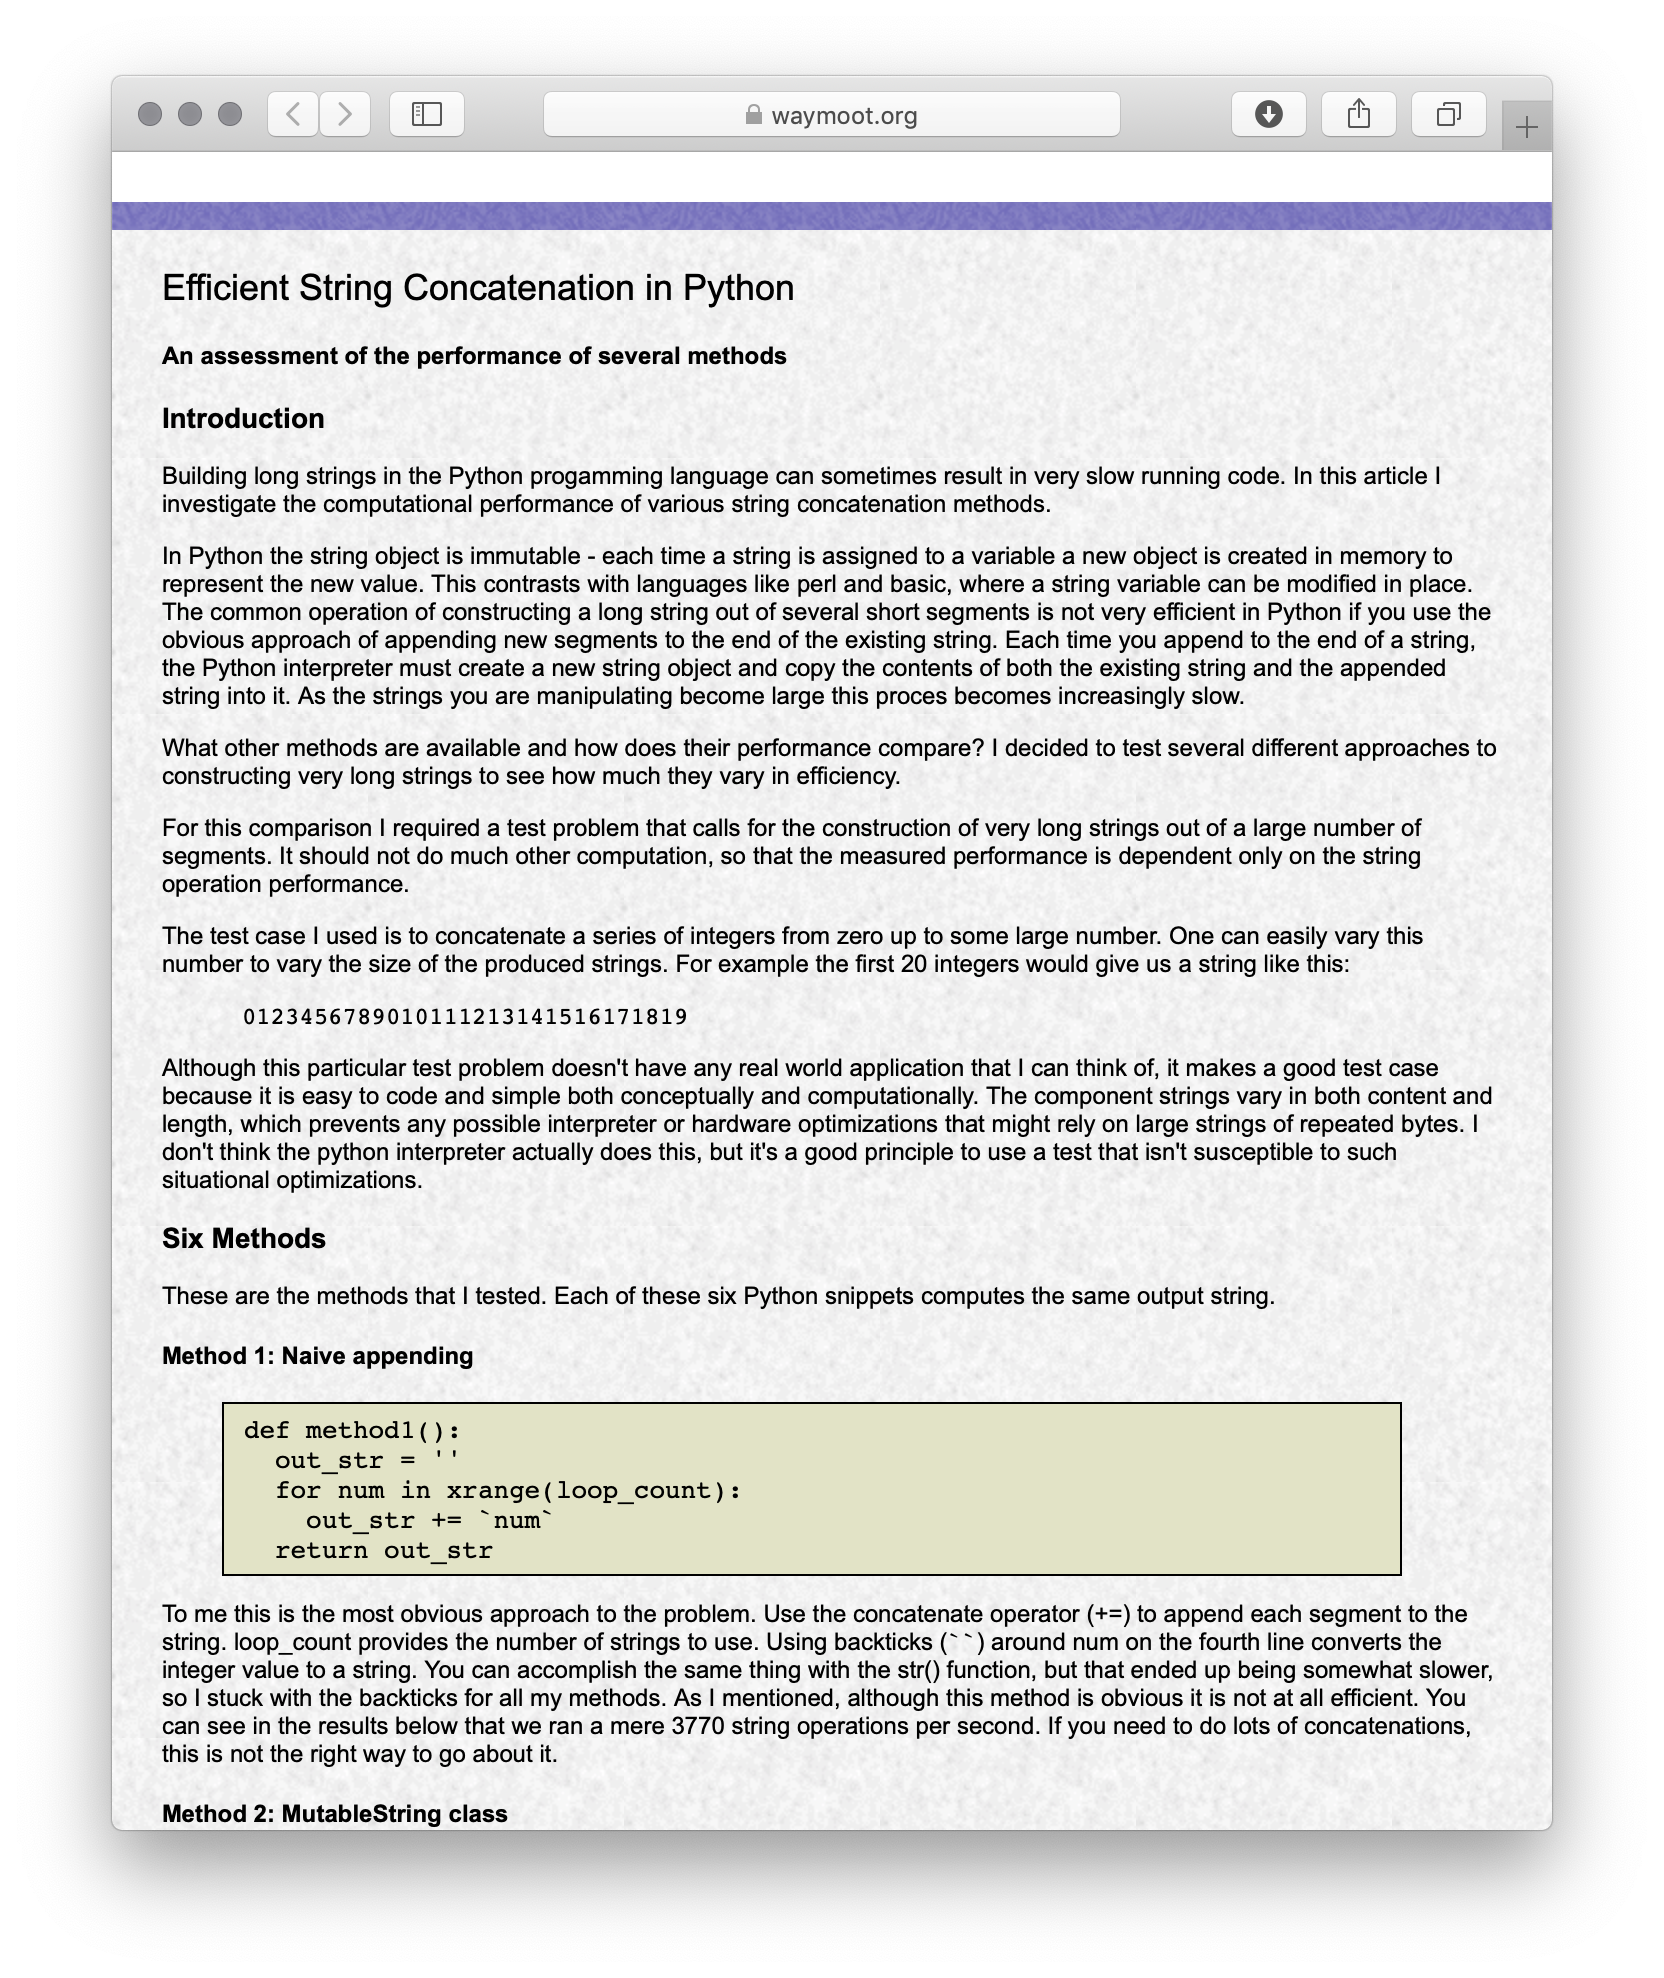 waymoot.org
Efficient String Concatenation in Python
An assessment of the performance of several methods
Introduction
Building long strings in the Python progamming language can sometimes result in very slow running code. In this article I
investigate the computational performance of various string concatenation methods.
In Python the string object is immutable - each time a string is assigned to a variable a new object is created in memory to
represent the new value. This contrasts with languages like perl and basic, where a string variable can be modified in place.
The common operation of constructing a long string out of several short segments is not very efficient in Python if you use the
obvious approach of appending new segments to the end of the existing string. Each time you append to the end of a string,
the Python interpreter must create a new string object and copy the contents of both the existing string and the appended
string into it. As the strings you are manipulating become large this proces becomes increasingly slow.
What other methods are available and how does their performance compare? I decided to test several different approaches to
constructing very long strings to see how much they vary in efficiency.
For this comparison I required a test problem that calls for the construction of very long strings out of a large number of
segments. It should not do much other computation, so that the measured performance is dependent only on the string
operation performance.
The test case I used is to concatenate a series of integers from zero up to some large number. One can easily vary this
number to vary the size of the produced strings. For example the first 20 integers would give us a string like this:
0123456789010111213141516171819
Although this particular test problem doesn't have any real world application that I can think of, it makes a good test case
because it is easy to code and simple both conceptually and computationally. The component strings vary in both content and
length, which prevents any possible interpreter or hardware optimizations that might rely on large strings of repeated bytes. I
don't think the python interpreter actually does this, but it's a good principle to use a test that isn't susceptible to such
situational optimizations.
Six Methods
These are the methods that I tested. Each of these six Python snippets computes the same output string.
Method 1: Naive appending
def method1():
  out_str = ''
  for num in xrange(loop_count):
    out_str += `num`
  return out_str
To me this is the most obvious approach to the problem. Use the concatenate operator (+=) to append each segment to the
string. loop_count provides the number of strings to use. Using backticks (``) around num on the fourth line converts the
integer value to a string. You can accomplish the same thing with the str() function, but that ended up being somewhat slower,
so I stuck with the backticks for all my methods. As I mentioned, although this method is obvious it is not at all efficient. You
can see in the results below that we ran a mere 3770 string operations per second. If you need to do lots of concatenations,
this is not the right way to go about it.
Method 2: MutableString class